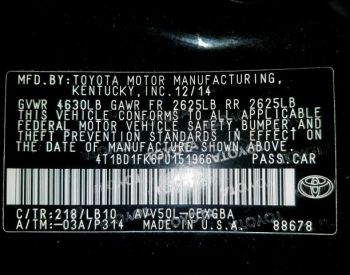 MFD. BY: TOYOTA MOTOR MANUFACTURING,
KENTUCKY, INC. 12/14
GVWR 4630LB GAWR FR 2625LB RR 2625LB
THIS VEHICLE CONFORMS TO ALL APPLICABLE
FEDERAL MOTOR VEHICLE SAFETY, BUMPER, AND
THEFT PREVENTION STANDARDS IN EFFECT ON
THE DATE OF MANUFACTURE SHOWN ABOVE.
4T1BD1FK6FU151966 PASS. CAR
C/TR: 218/LB10 AVV50L-CEXGBA
A/TM: -03A/P314 MADE IN U.S.A. 88678
TOYOTA